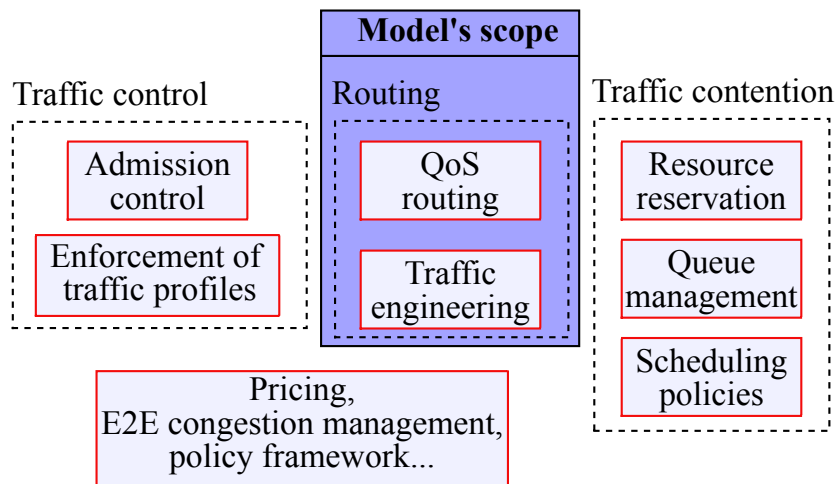 Model's scope
Traffic control
Admission
control
Enforcement of
traffic profiles
Routing
QoS
routing
Traffic
engineering
Traffic contention
Resource
reservation
Queue
management
Scheduling
policies
Pricing,
E2E congestion management,
policy framework...